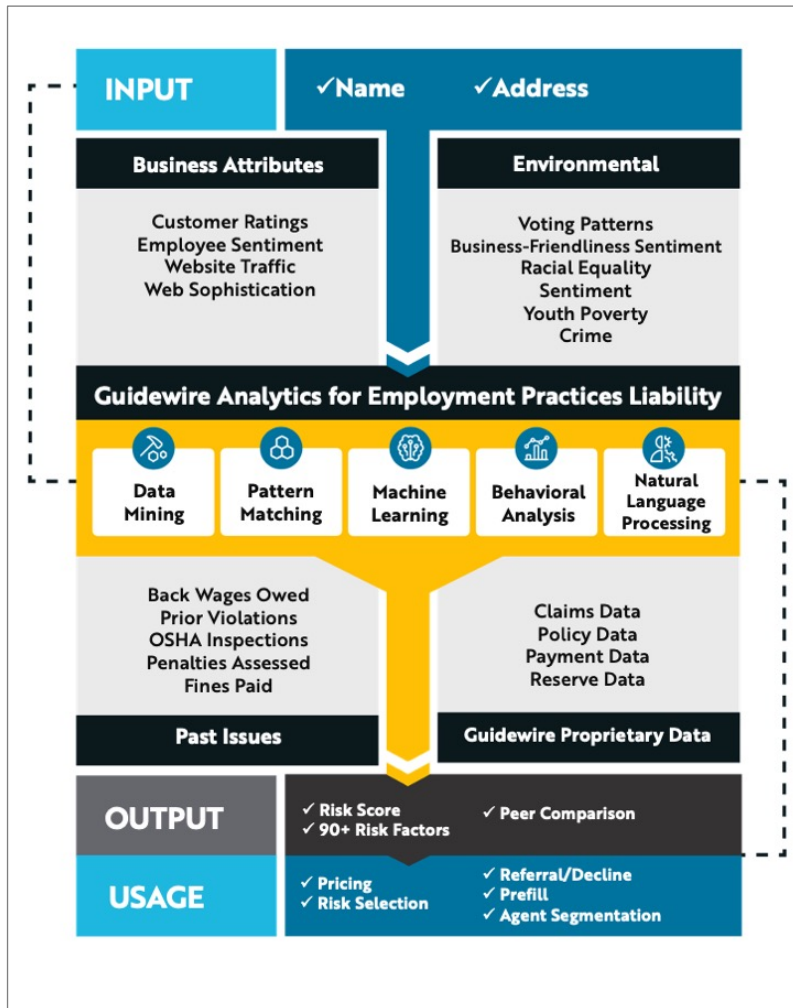 INPUT
✓Name
✓Address
Business Attributes
Customer Ratings
Employee Sentiment
Website Traffic
Web Sophistication
Environmental
Voting Patterns
Business-Friendliness Sentiment
Racial Equality
Sentiment
Youth Poverty
Crime
Guidewire Analytics for Employment Practices Liability
Data
Mining
Pattern
Matching
Machine
Learning
Behavioral
Analysis
Natural
Language
Processing
Back Wages Owed
Prior Violations
OSHA Inspections
Penalties Assessed
Fines Paid
Past Issues
Claims Data
Policy Data
Payment Data
Reserve Data
Guidewire Proprietary Data
OUTPUT
✓ Risk Score
✓ 90+ Risk Factors
✓ Peer Comparison
USAGE
✓ Pricing
✓ Risk Selection
✓ Referral/Decline
✓ Prefill
✓ Agent Segmentation